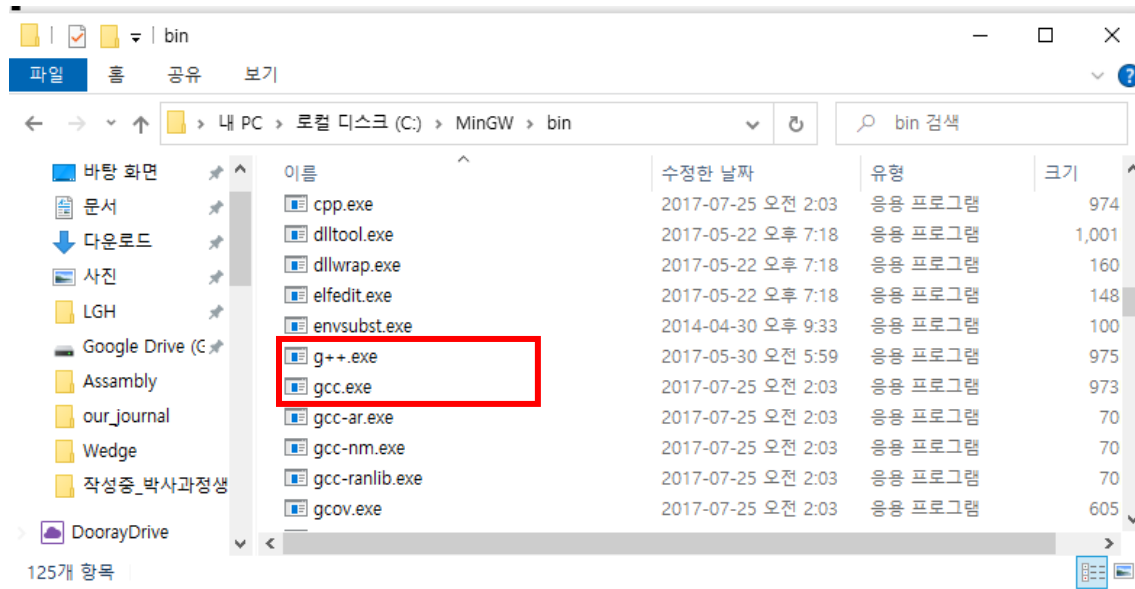 bin
파일 홈 공유 보기
내 PC > 로컬 디스크 (C:) > MinGW > bin
bin 검색
이름 수정한 날짜 유형 크기
바탕 화면
문서
다운로드
사진
LGH
Google Drive (G
Assambly
our_journal
Wedge
작성중_박사과정생
DoorayDrive
cpp.exe 2017-07-25 오전 2:03 응용 프로그램 974
dlltool.exe 2017-05-22 오후 7:18 응용 프로그램 1,001
dllwrap.exe 2017-05-22 오후 7:18 응용 프로그램 160
elfedit.exe 2017-05-22 오후 7:18 응용 프로그램 148
envsubst.exe 2014-04-30 오후 9:33 응용 프로그램 100
g++.exe 2017-05-30 오전 5:59 응용 프로그램 975
gcc.exe 2017-07-25 오전 2:03 응용 프로그램 973
gcc-ar.exe 2017-07-25 오전 2:03 응용 프로그램 70
gcc-nm.exe 2017-07-25 오전 2:03 응용 프로그램 70
gcc-ranlib.exe 2017-07-25 오전 2:03 응용 프로그램 70
gcov.exe 2017-07-25 오전 2:03 응용 프로그램 605
125개 항목